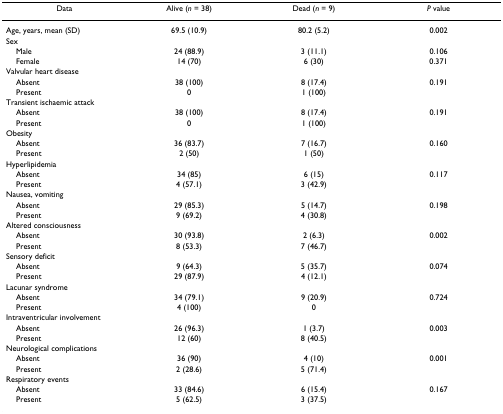 Data Alive (n = 38) Dead (n = 9) P value
Age, years, mean (SD) 69.5 (10.9) 80.2 (5.2) 0.002
Sex
Male 24 (88.9) 3 (11.1) 0.106
Female 14 (70) 6 (30) 0.371
Valvular heart disease
Absent 38 (100) 8 (17.4) 0.191
Present 0 1 (100)
Transient ischaemic attack
Absent 38 (100) 8 (17.4) 0.191
Present 0 1 (100)
Obesity
Absent 36 (83.7) 7 (16.7) 0.160
Present 2 (50) 1 (50)
Hyperlipidemia
Absent 34 (85) 6 (15) 0.117
Present 4 (57.1) 3 (42.9)
Nausea, vomiting
Absent 29 (85.3) 5 (14.7) 0.198
Present 9 (69.2) 4 (30.8)
Altered consciousness
Absent 30 (93.8) 2 (6.3) 0.002
Present 8 (53.3) 7 (46.7)
Sensory deficit
Absent 9 (64.3) 5 (35.7) 0.074
Present 29 (87.9) 4 (12.1)
Lacunar syndrome
Absent 34 (79.1) 9 (20.9) 0.724
Present 4 (100) 0
Intraventricular involvement
Absent 26 (96.3) 1 (3.7) 0.003
Present 12 (60) 8 (40.5)
Neurological complications
Absent 36 (90) 4 (10) 0.001
Present 2 (28.6) 5 (71.4)
Respiratory events
Absent 33 (84.6) 6 (15.4) 0.167
Present 5 (62.5) 3 (37.5)